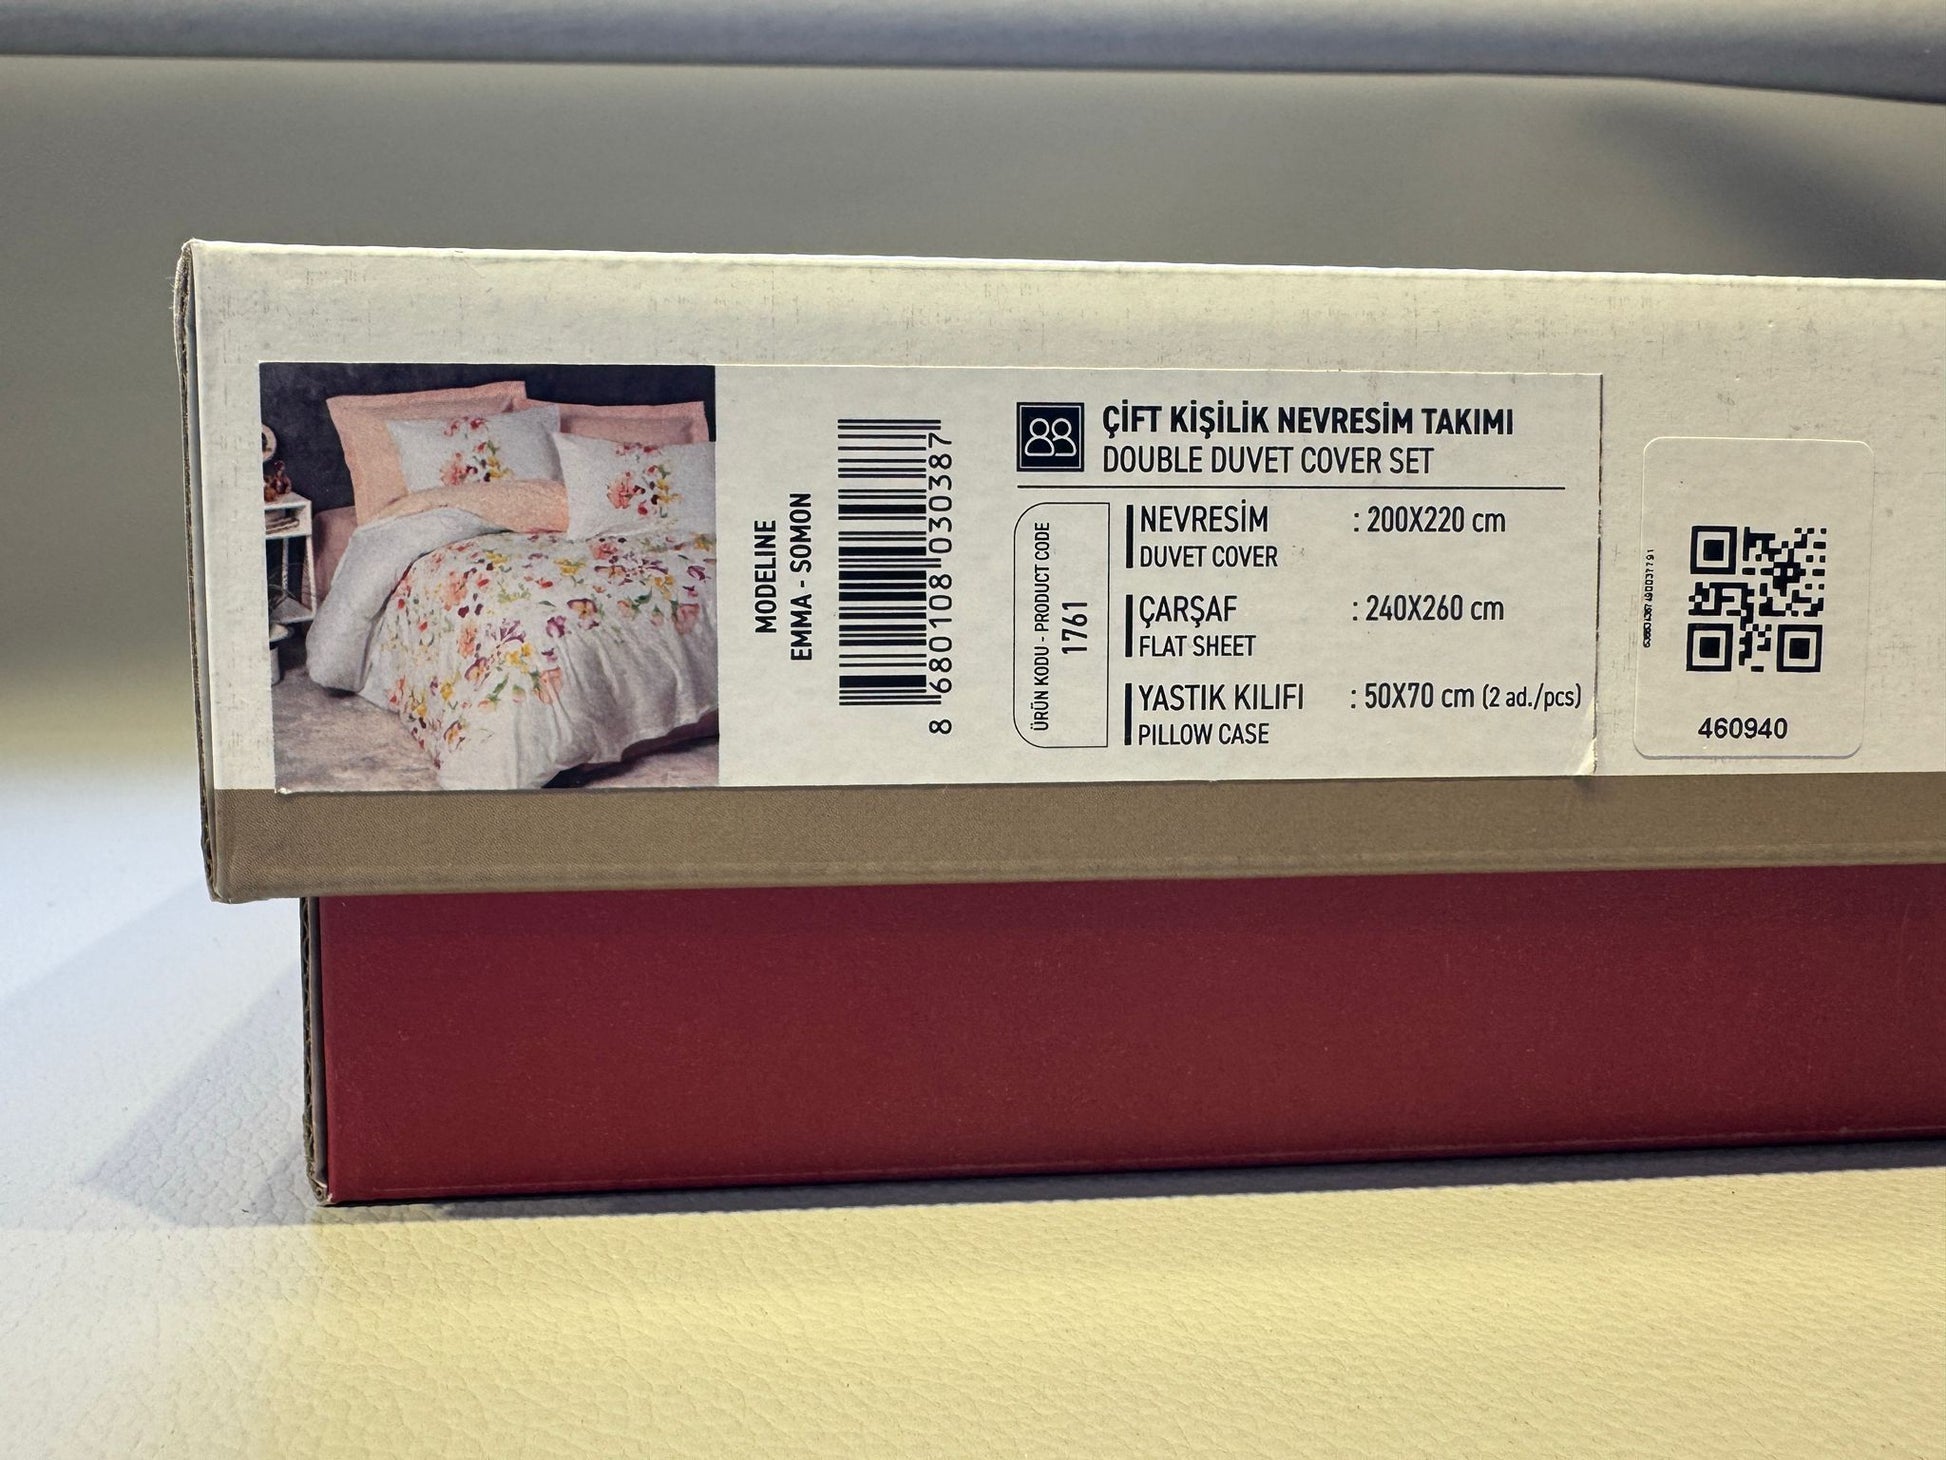 MODELINE
EMMA - SOMON
8 680108 030387
ÇİFT KİŞİLİK NEVRESİM TAKIMI
DOUBLE DUVET COVER SET
ÜRÜN KODU - PRODUCT CODE
1761
NEVRESİM : 200X220 cm
DUVET COVER
ÇARŞAF : 240X260 cm
FLAT SHEET
YASTIK KILIFI : 50X70 cm (2 ad./pcs)
PILLOW CASE
460940